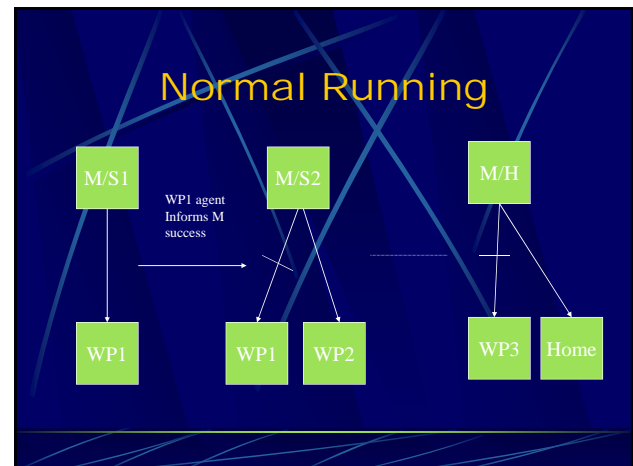 Normal Running
M/S1
M/S2
M/H
WP1 agent
Informs M
success
WP1
WP1
WP2
WP3
Home